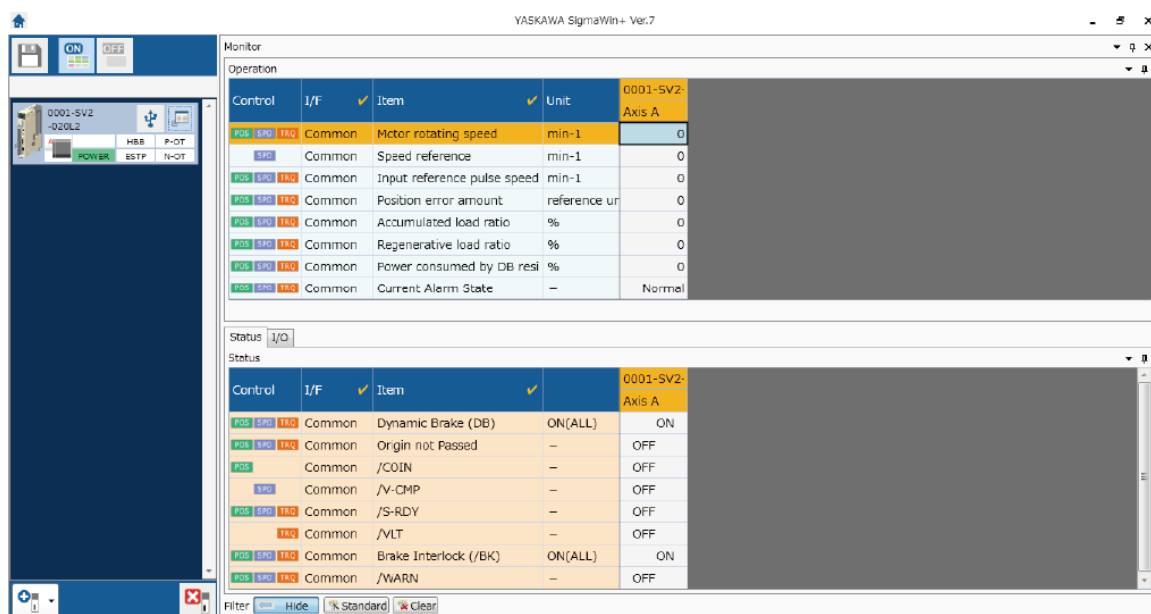 YASKAWA SigmaWin+ Ver.7
ON OFF
Monitor
Operation
0001-SV2
-020L2
HBB P-OT
POWER ESTP N-OT
Control I/F Item Unit 0001-SV2- Axis A
POS SPD TRQ Common Motor rotating speed min-1 0
SPD Common Speed reference min-1 0
POS SPD TRQ Common Input reference pulse speed min-1 0
POS SPD TRQ Common Position error amount reference ur 0
POS SPD TRQ Common Accumulated load ratio % 0
POS SPD TRQ Common Regenerative load ratio % 0
POS SPD TRQ Common Power consumed by DB resi % 0
POS SPD TRQ Common Current Alarm State – Normal
Status I/O
Status
Control I/F Item 0001-SV2- Axis A
POS SPD TRQ Common Dynamic Brake (DB) ON(ALL) ON
POS SPD TRQ Common Origin not Passed – OFF
POS Common /COIN – OFF
SPD Common /V-CMP – OFF
POS SPD TRQ Common /S-RDY – OFF
TRQ Common /VLT – OFF
POS SPD TRQ Common Brake Interlock (/BK) ON(ALL) ON
POS SPD TRQ Common /WARN – OFF
Filter Hide Standard Clear